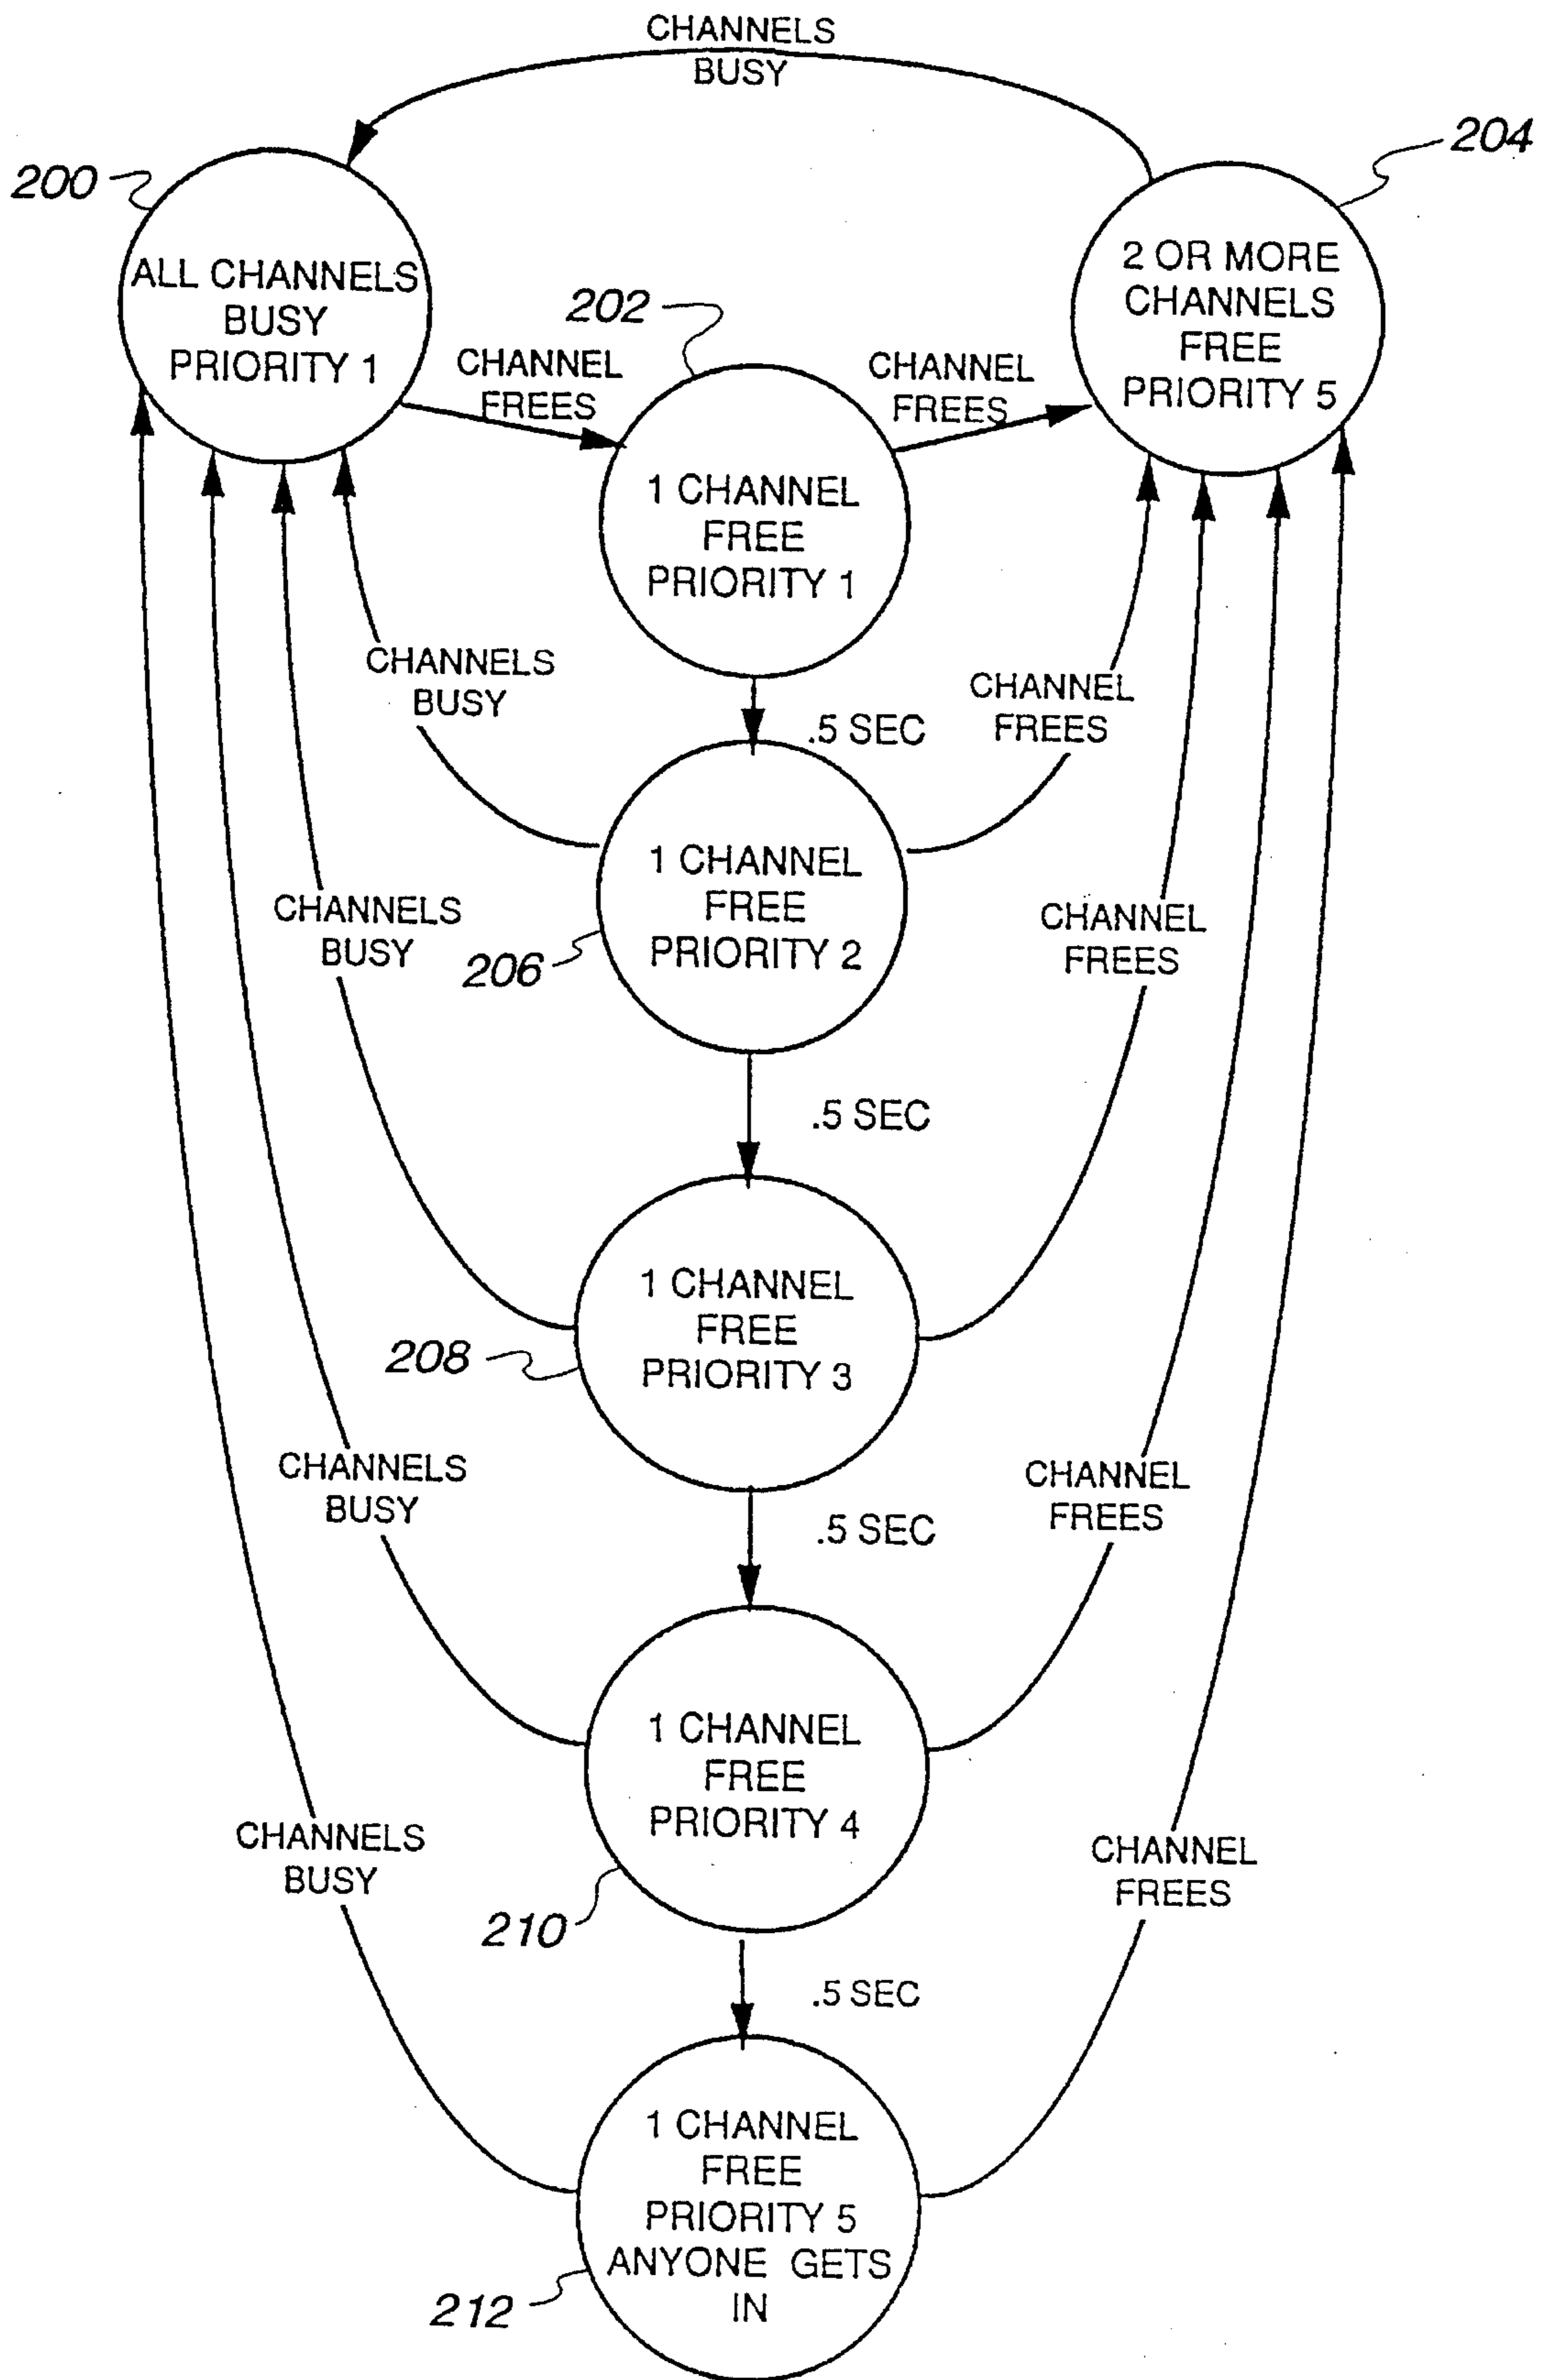 CHANNELS
BUSY
204
200
2 OR MORE
CHANNELS
FREE
PRIORITY 5
ALL CHANNELS
BUSY
PRIORITY 1
202
CHANNEL
FREES
CHANNEL
FREES
1 CHANNEL
FREE
PRIORITY 1
CHANNELS
BUSY
CHANNEL
FREES
.5 SEC
1 CHANNEL
FREE
PRIORITY 2
206
CHANNELS
BUSY
CHANNEL
FREES
.5 SEC
1 CHANNEL
FREE
PRIORITY 3
208
CHANNELS
BUSY
CHANNEL
FREES
.5 SEC
1 CHANNEL
FREE
PRIORITY 4
210
CHANNELS
BUSY
CHANNEL
FREES
.5 SEC
1 CHANNEL
FREE
PRIORITY 5
ANYONE GETS
IN
212